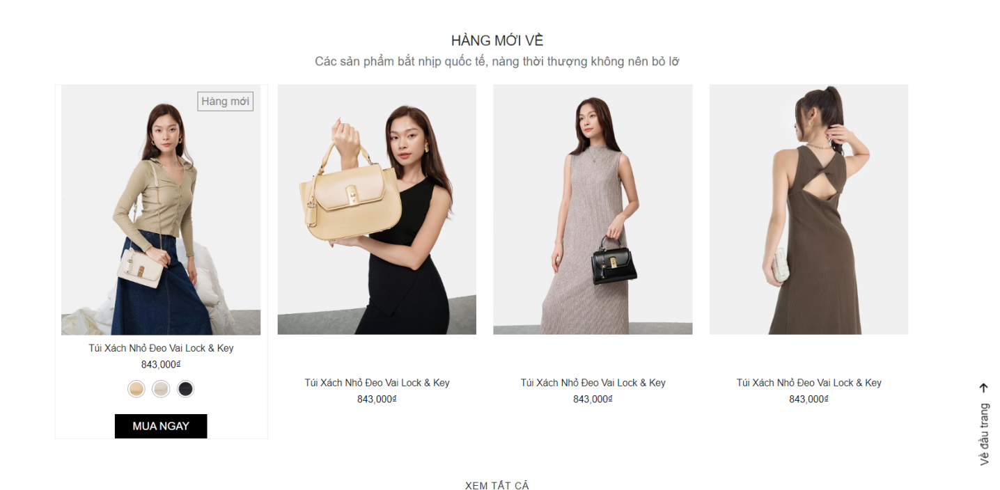 HÀNG MỚI VỀ
Các sản phẩm bắt nhịp quốc tế, nàng thời thượng không nên bỏ lỡ
Hàng mới
Túi Xách Nhỏ Đeo Vai Lock & Key
843,000₫
MUA NGAY
Túi Xách Nhỏ Đeo Vai Lock & Key
843,000₫
Túi Xách Nhỏ Đeo Vai Lock & Key
843,000₫
Túi Xách Nhỏ Đeo Vai Lock & Key
843,000₫
Về đầu trang
XEM TẤT CẢ